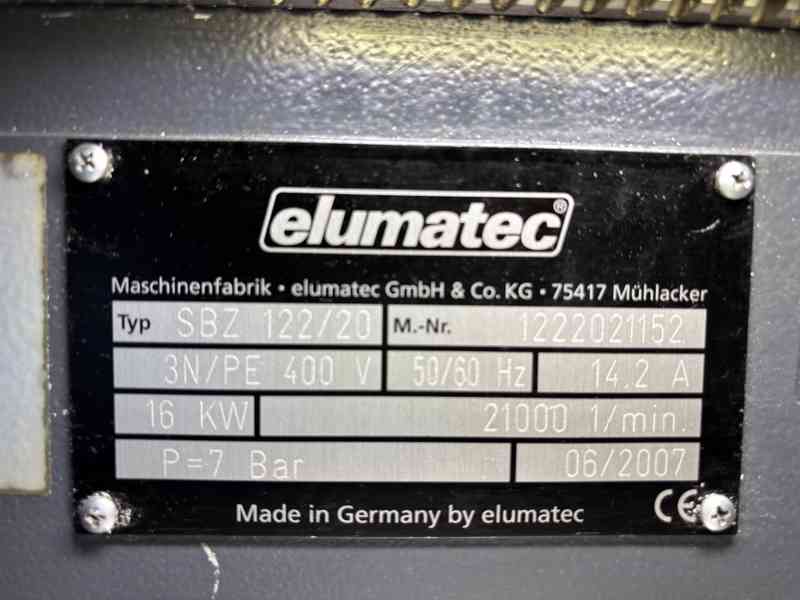 elumatec®
Maschinenfabrik • elumatec GmbH & Co. KG • 75417 Mühlacker
Typ SBZ 122/20 M.-Nr. 1222021152
3N/PE 400 V 50/60 Hz 14.2 A
16 KW 21000 1/min.
P=7 Bar 06/2007
Made in Germany by elumatec CE